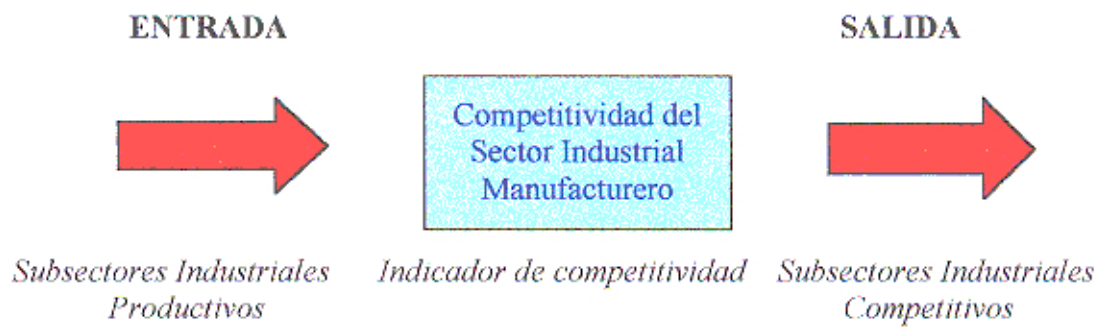 ENTRADA
SALIDA
Competitividad del
Sector Industrial
Manufacturero
Subsectores Industriales
Productivos
Indicador de competitividad
Subsectores Industriales
Competitivos